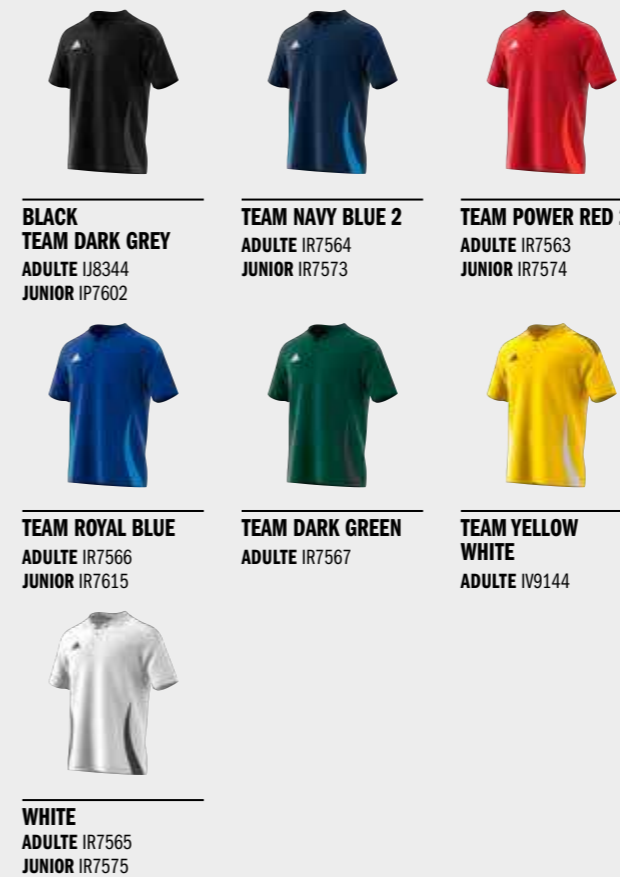 BLACK
TEAM DARK GREY
ADULTE IJ8344
JUNIOR IP7602
TEAM NAVY BLUE 2
ADULTE IR7564
JUNIOR IR7573
TEAM POWER RED
ADULTE IR7563
JUNIOR IR7574
TEAM ROYAL BLUE
ADULTE IR7566
JUNIOR IR7615
TEAM DARK GREEN
ADULTE IR7567
TEAM YELLOW
WHITE
ADULTE IV9144
WHITE
ADULTE IR7565
JUNIOR IR7575